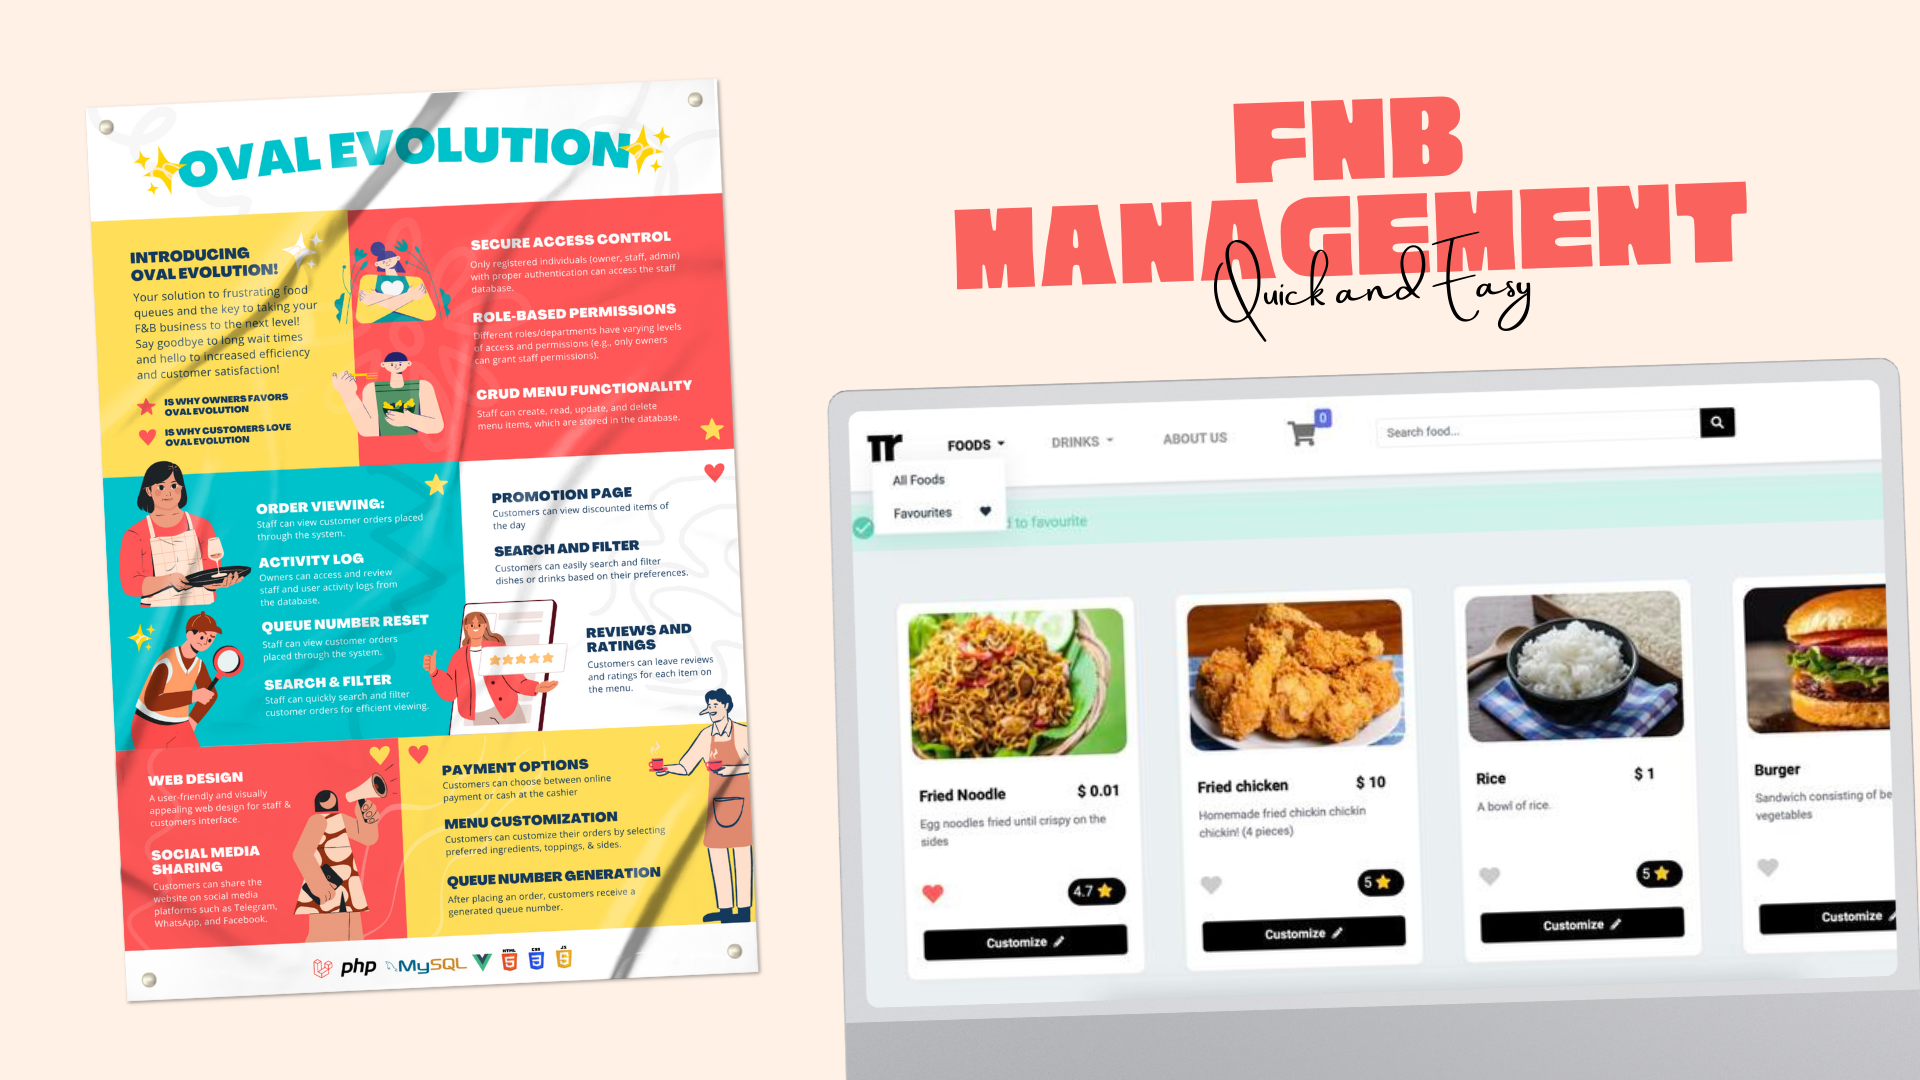 OVAL EVOLUTION
INTRODUCING
OVAL EVOLUTION!
Your solution to frustrating food
queues and the key to taking your
F&B business to the next level!
Say goodbye to long wait times
and hello to increased efficiency
and customer satisfaction!
IS WHY OWNERS FAVORS
OVAL EVOLUTION
IS WHY CUSTOMERS LOVE
OVAL EVOLUTION
SECURE ACCESS CONTROL
Only registered individuals (owner, staff, admin)
with proper authentication can access the staff
database.
ROLE-BASED PERMISSIONS
Different roles/departments have varying levels
of access and permissions (e.g., only owners
can grant staff permissions).
CRUD MENU FUNCTIONALITY
Staff can create, read, update, and delete
menu items, which are stored in the database.
ORDER VIEWING:
Staff can view customer orders placed
through the system.
ACTIVITY LOG
Owners can access and review
staff and user activity logs from
the database.
QUEUE NUMBER RESET
Staff can view customer orders
placed through the system.
SEARCH & FILTER
Staff can quickly search and filter
customer orders for efficient viewing.
PROMOTION PAGE
Customers can view discounted items of
the day
SEARCH AND FILTER
Customers can easily search and filter
dishes or drinks based on their preferences.
REVIEWS AND
RATINGS
Customers can leave reviews
and ratings for each item on
the menu.
WEB DESIGN
A user-friendly and visually
appealing web design for staff &
customers interface.
SOCIAL MEDIA
SHARING
Customers can share the
website on social media
platforms such as Telegram,
WhatsApp, and Facebook.
PAYMENT OPTIONS
Customers can choose between online
payment or cash at the cashier
MENU CUSTOMIZATION
Customers can customize their orders by selecting
preferred ingredients, toppings, & sides.
QUEUE NUMBER GENERATION
After placing an order, customers receive a
generated queue number.
php MySQL HTML 5 CSS 3 JS 5
FNB
MANAGEMENT
Quick and Easy
Tr FOODS DRINKS ABOUT US 0 Search food...
All Foods
Favourites
d to favourite
Fried Noodle $ 0.01
Egg noodles fried until crispy on the
sides
4.7
Customize
Fried chicken $ 10
Homemade fried chickin chickin
chickin! (4 pieces)
5
Customize
Rice $ 1
A bowl of rice.
5
Customize
Burger
Sandwich consisting of be
vegetables
Customize